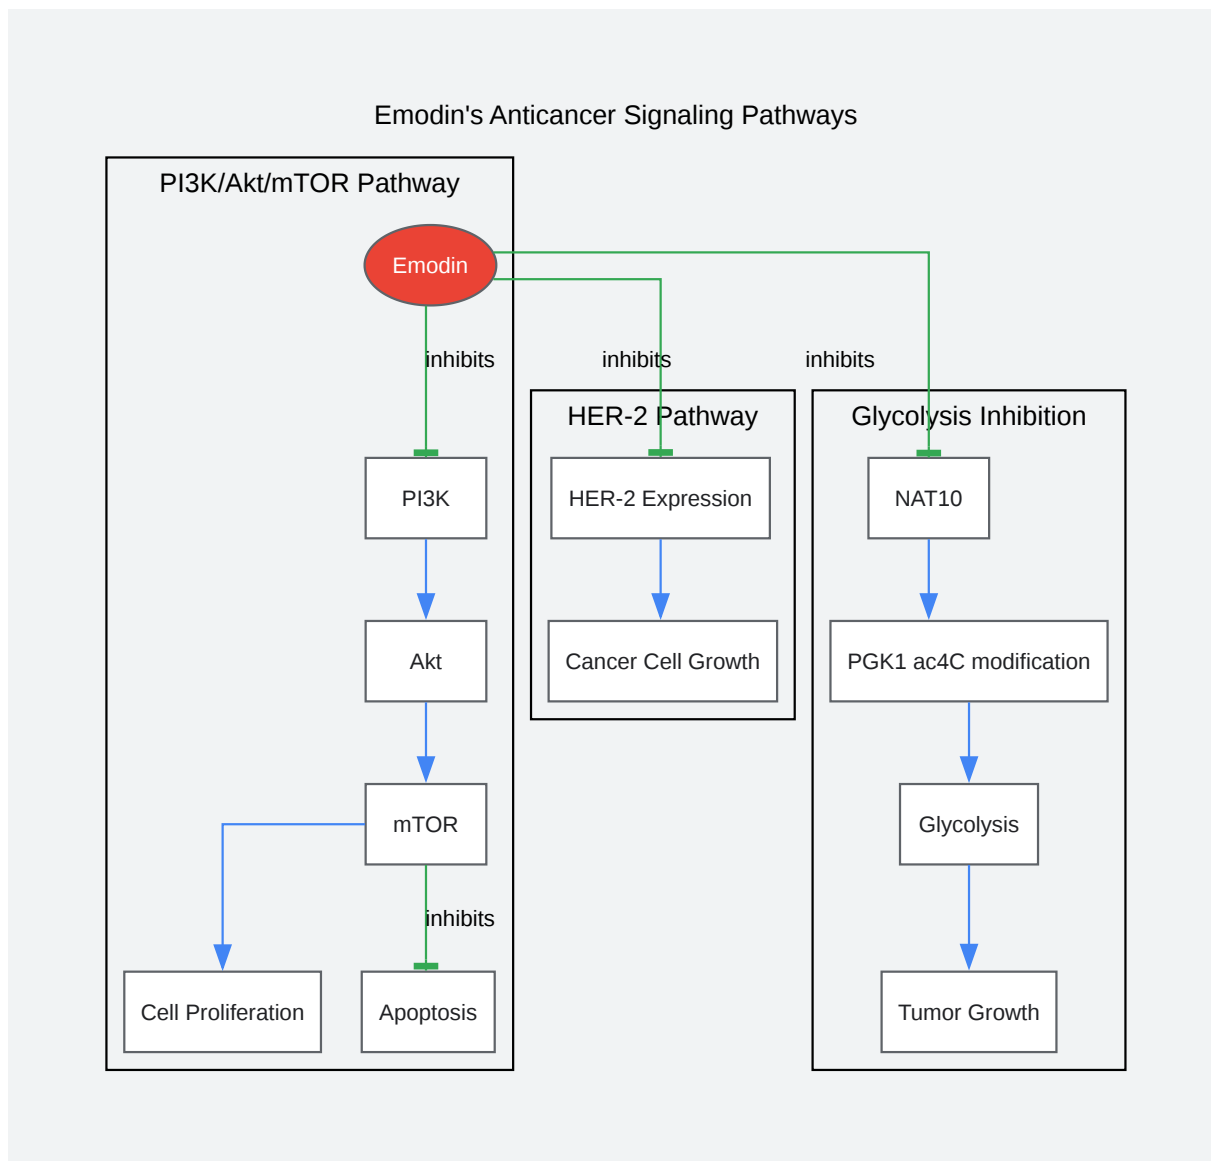 Emodin's Anticancer Signaling Pathways
PI3K/Akt/mTOR Pathway
Emodin
inhibits
inhibits
inhibits
HER-2 Pathway
Glycolysis Inhibition
PI3K
HER-2 Expression
NAT10
Akt
Cancer Cell Growth
PGK1 ac4C modification
mTOR
Glycolysis
inhibits
Cell Proliferation
Apoptosis
Tumor Growth